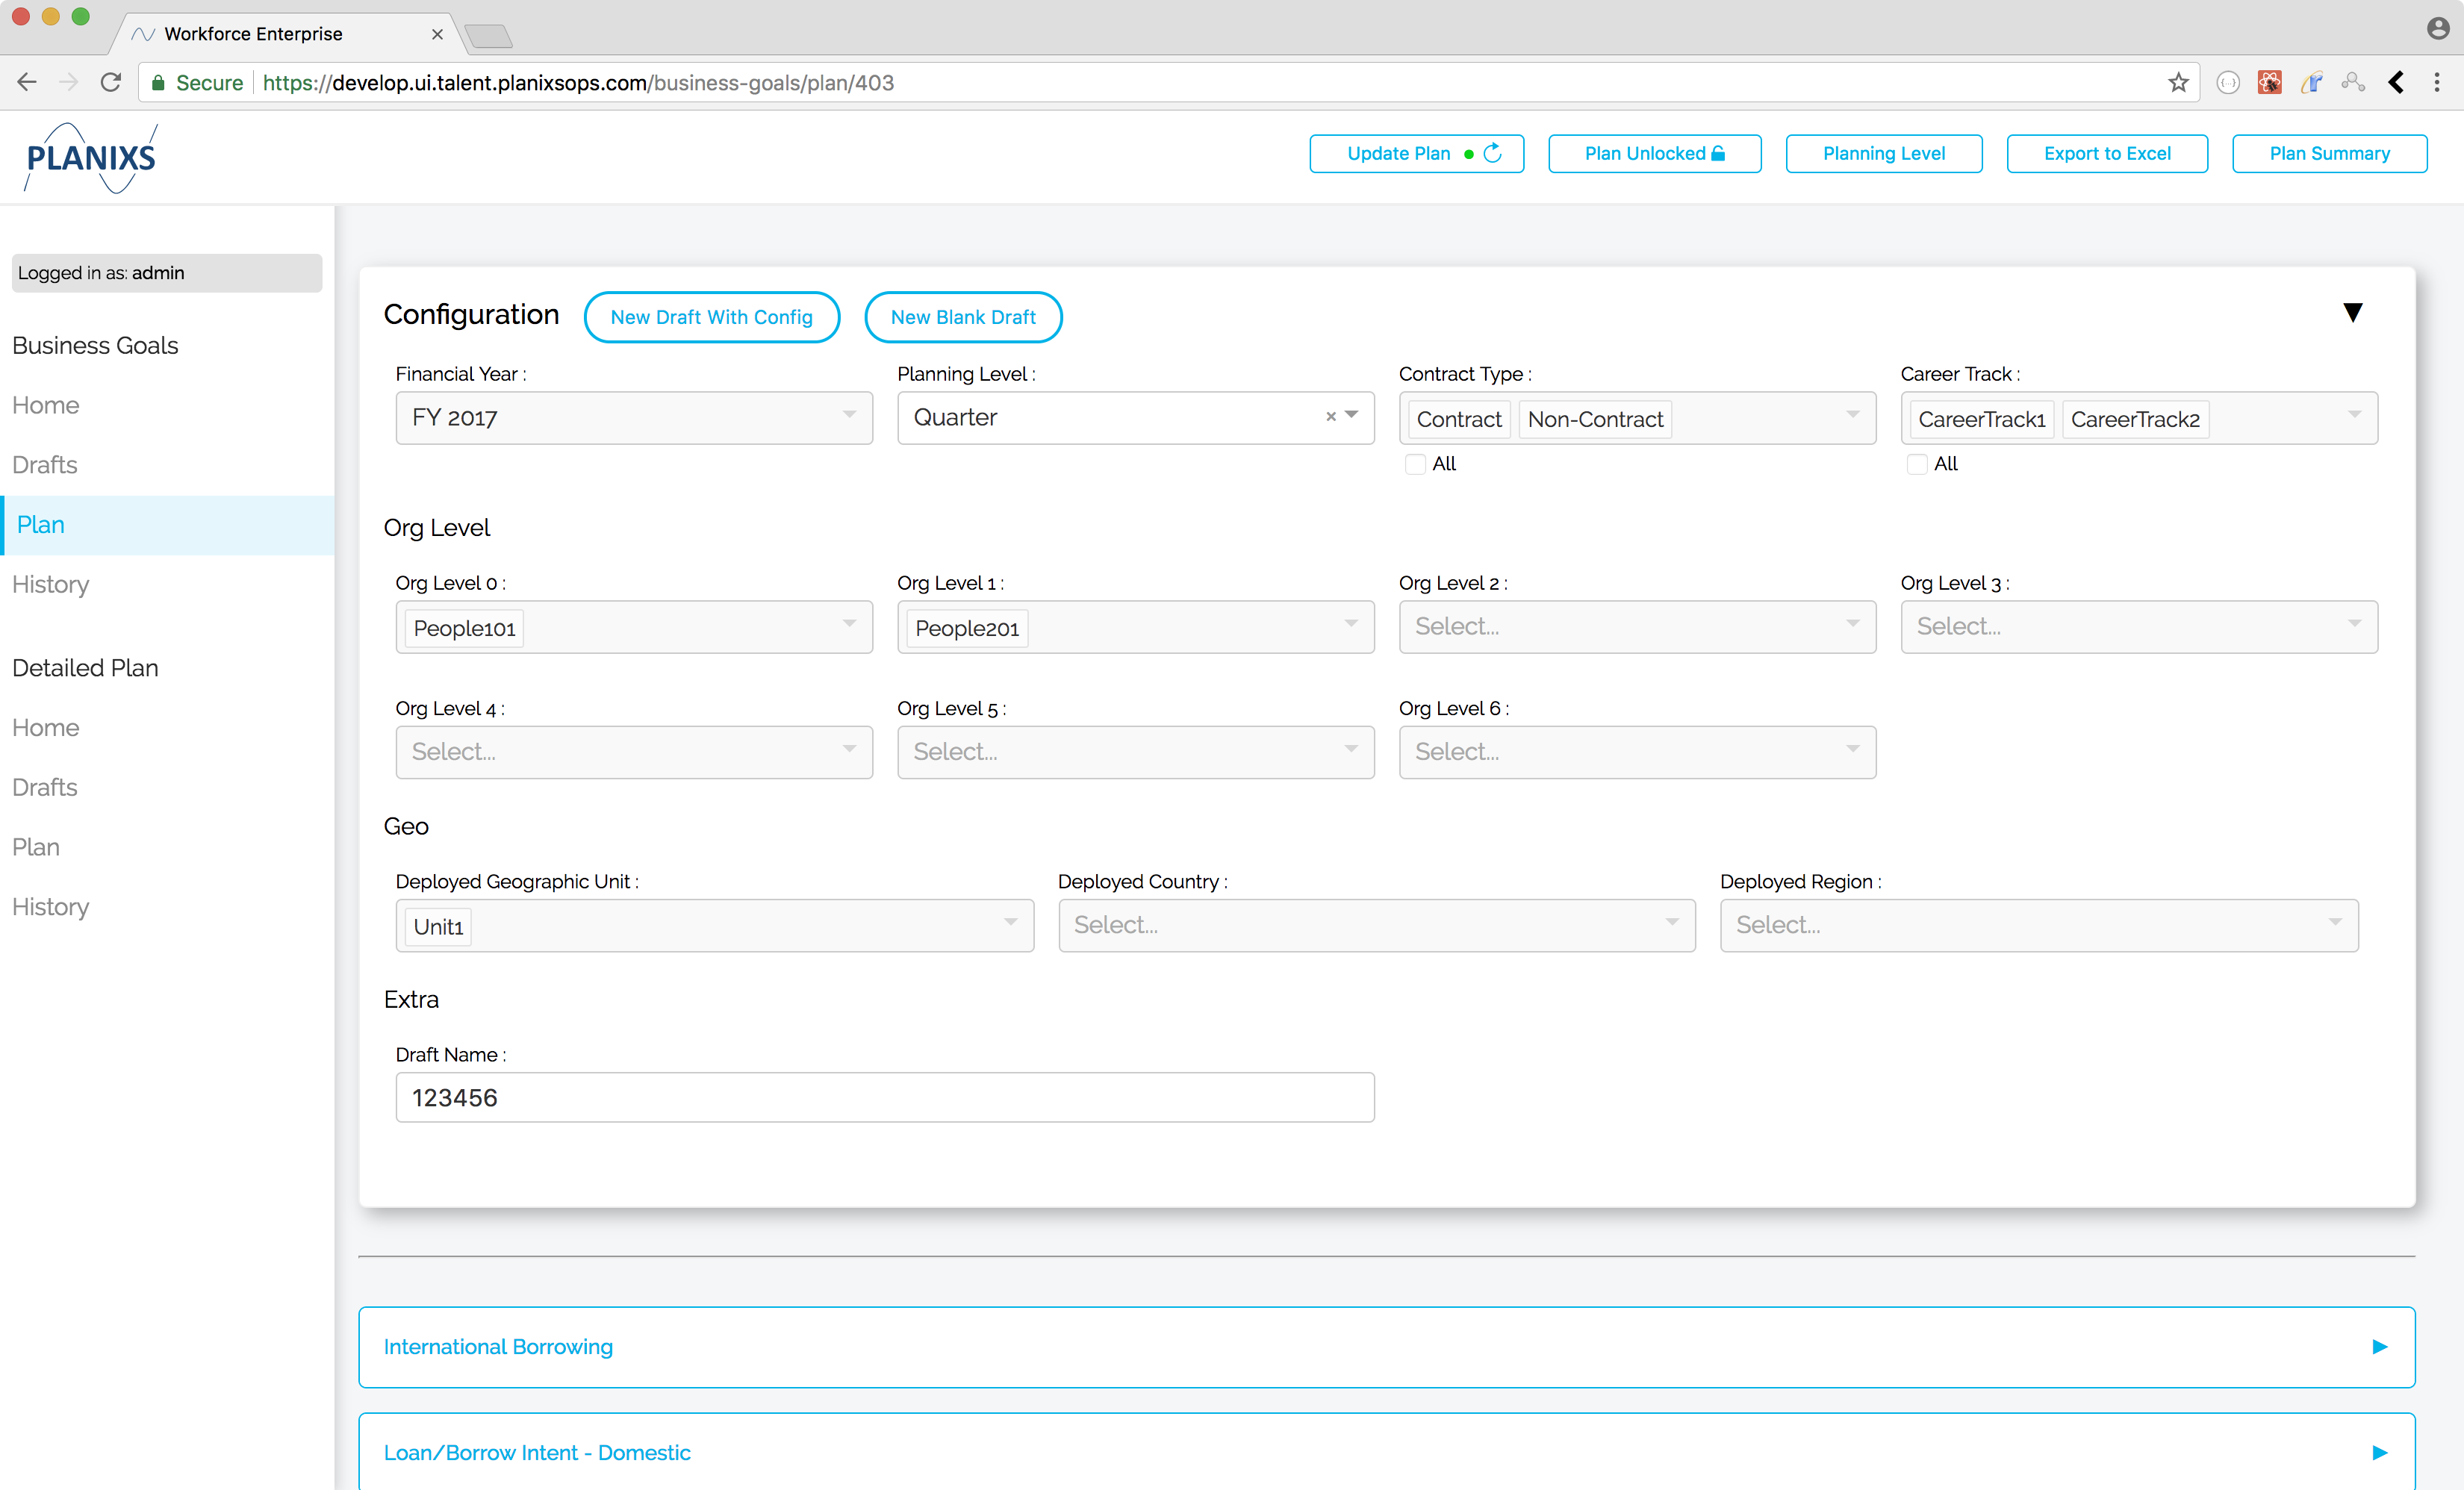 Workforce Enterprise
Secure https://develop.ui.talent.planixsops.com/business-goals/plan/403
PLANIXS
Update Plan Plan Unlocked Planning Level Export to Excel Plan Summary
Logged in as: admin
Business Goals
Home
Drafts
Plan
History
Detailed Plan
Home
Drafts
Plan
History
Configuration New Draft With Config New Blank Draft
Financial Year : Planning Level : Contract Type : Career Track :
FY 2017 Quarter × Contract Non-Contract CareerTrack1 CareerTrack2
All All
Org Level
Org Level 0 : Org Level 1 : Org Level 2 : Org Level 3 :
People101 People201 Select... Select...
Org Level 4 : Org Level 5 : Org Level 6 :
Select... Select... Select...
Geo
Deployed Geographic Unit : Deployed Country : Deployed Region :
Unit1 Select... Select...
Extra
Draft Name :
123456
International Borrowing
Loan/Borrow Intent - Domestic